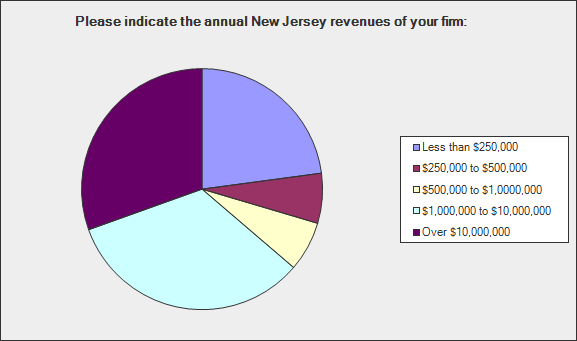 Please indicate the annual New Jersey revenues of your firm:
Less than $250,000
$250,000 to $500,000
$500,000 to $1,0000,000
$1,000,000 to $10,000,000
Over $10,000,000